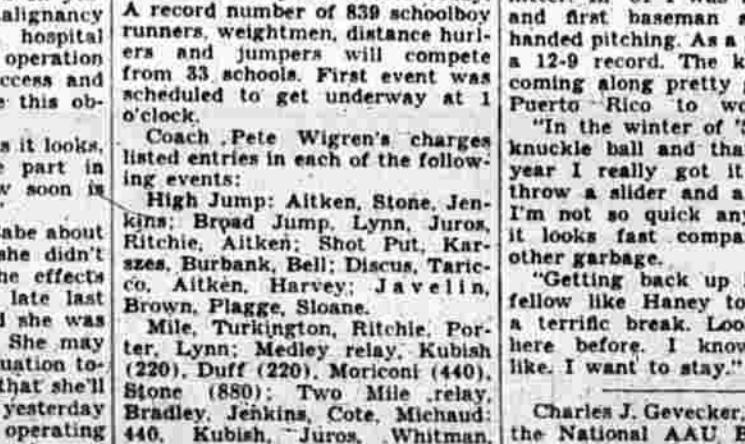 alignancy
hospital
operation
ccess and
this ob-
s it looks,
part in
w soon is
abe about
she didn't
he effects
late last
d she was
She may
uation to-
that she'll
yesterday
operating
A record number of 839 schoolboy
runners, weightmen, distance hurl-
ers and jumpers will compete
from 33 schools. First event was
scheduled to get underway at 1
o'clock.
Coach Pete Wigren's charges
listed entries in each of the follow-
ing events:
High Jump: Aitken, Stone, Jen-
kins; Broad Jump, Lynn, Juros,
Ritchie, Aitken; Shot Put, Kar-
szes, Burbank, Bell; Discus, Taric-
co, Aitken, Harvey; Javelin,
Brown, Plagge, Sloane.
Mile, Turkington, Ritchie, Por-
ter, Lynn; Medley relay, Kubish
(220), Duff (220), Moriconi (440),
Stone (880); Two Mile relay,
Bradley, Jenkins, Cote, Michaud;
440, Kubish, Juros, Whitman,
and first baseman
handed pitching. As a
a 12-9 record. The k
coming along pretty
Puerto Rico to we
"In the winter of
knuckle ball and tha
year I really got it
throw a slider and a
I'm not so quick any
it looks fast compa
other garbage.
"Getting back up
fellow like Haney to
a terrific break. Loo
here before. I know
like. I want to stay."
Charles J. Gevecker,
the National AAU